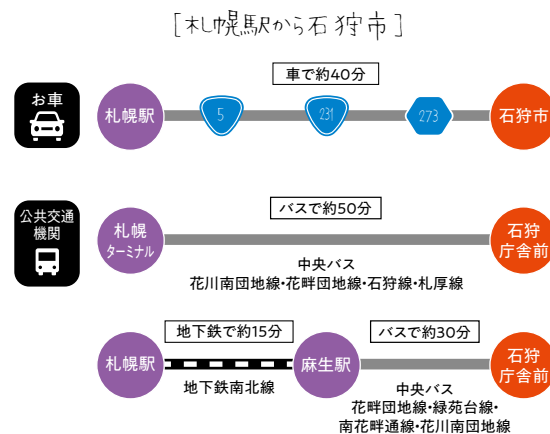 [札幌駅から石狩市]
車で約40分
お車
札幌駅
5
231
273
石狩市
バスで約50分
公共交通
機関
札幌
ターミナル
石狩
庁舎前
中央バス
花川南団地線・花畔団地線・石狩線・札厚線
地下鉄で約15分
バスで約30分
札幌駅
麻生駅
石狩
庁舎前
地下鉄南北線
中央バス
花畔団地線・緑苑台線・
南花畔通線・花川南団地線